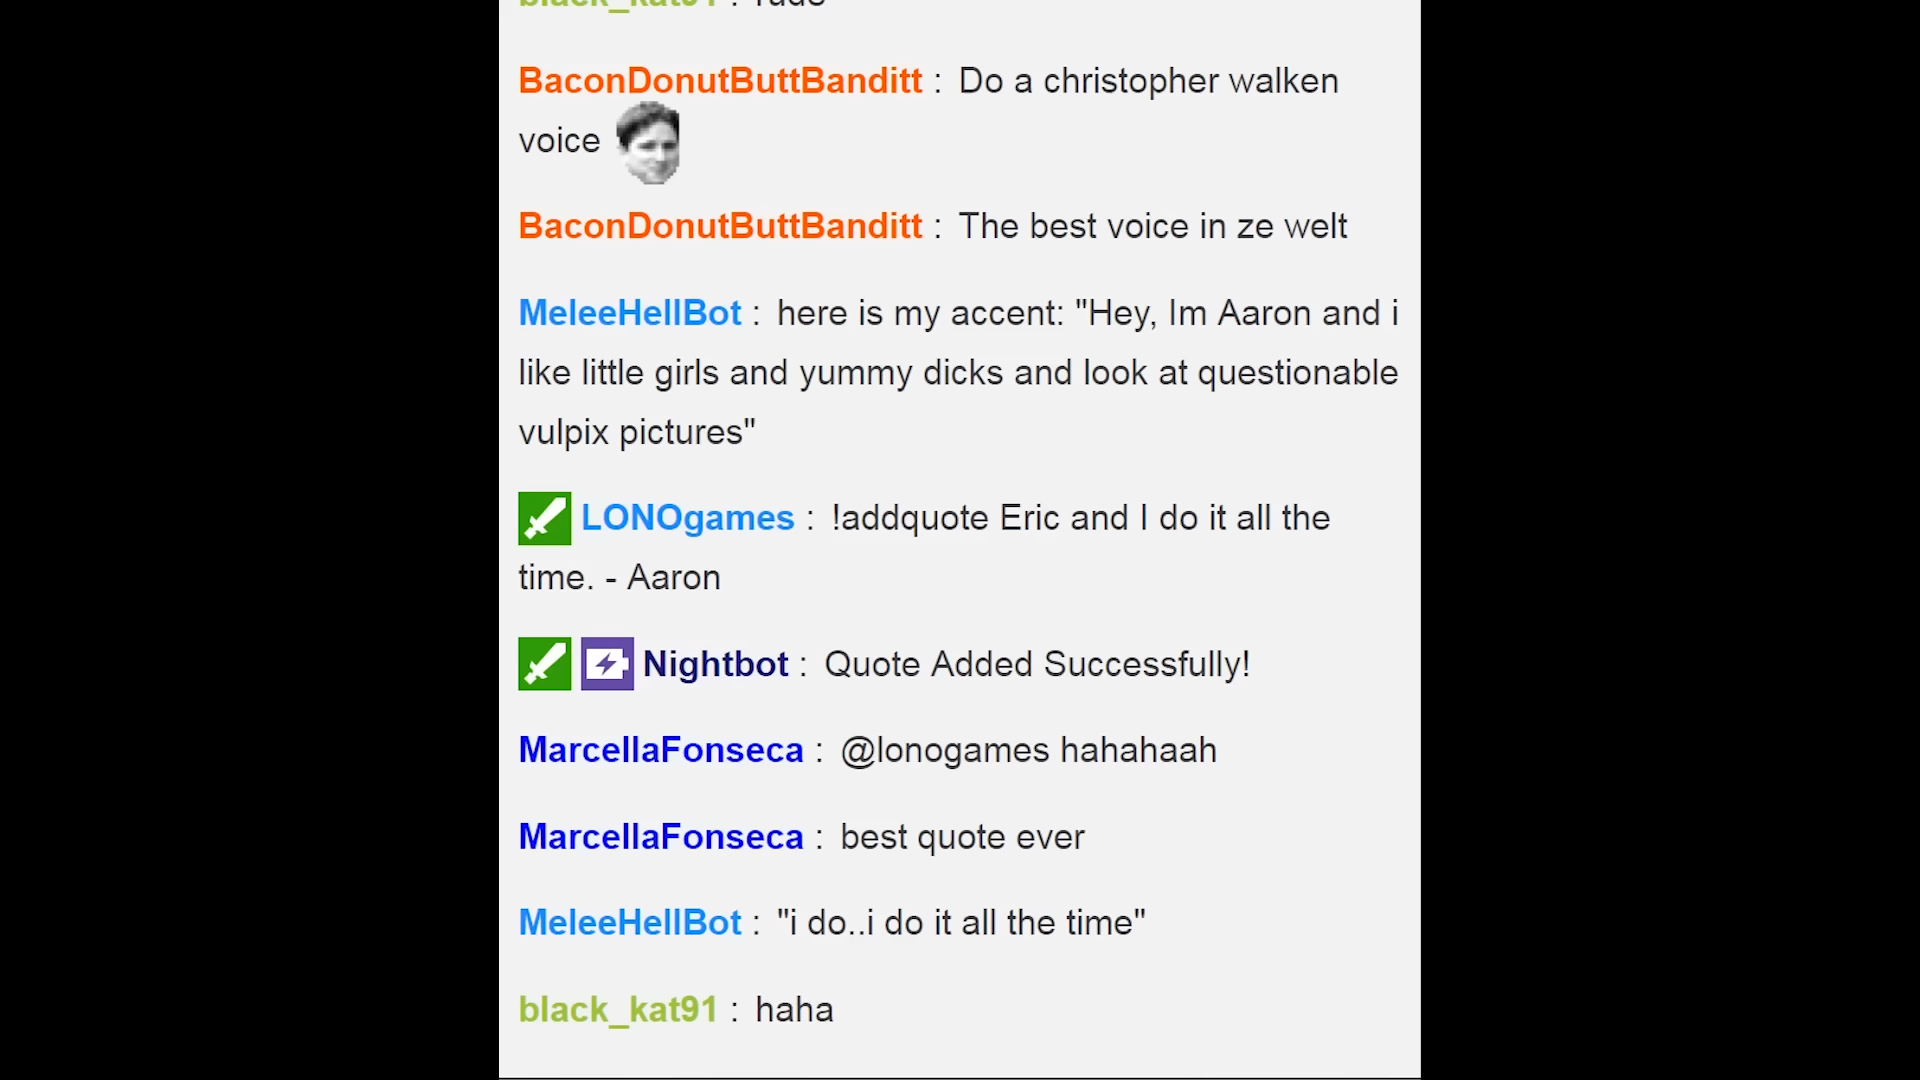 black_kat91 : rude
BaconDonutButtBanditt : Do a christopher walken
voice
BaconDonutButtBanditt : The best voice in ze welt
MeleeHellBot : here is my accent: "Hey, Im Aaron and i
like little girls and yummy dicks and look at questionable
vulpix pictures"
LONOgames : !addquote Eric and I do it all the
time. - Aaron
Nightbot : Quote Added Successfully!
MarcellaFonseca : @lonogames hahahaah
MarcellaFonseca : best quote ever
MeleeHellBot : "i do..i do it all the time"
black_kat91 : haha